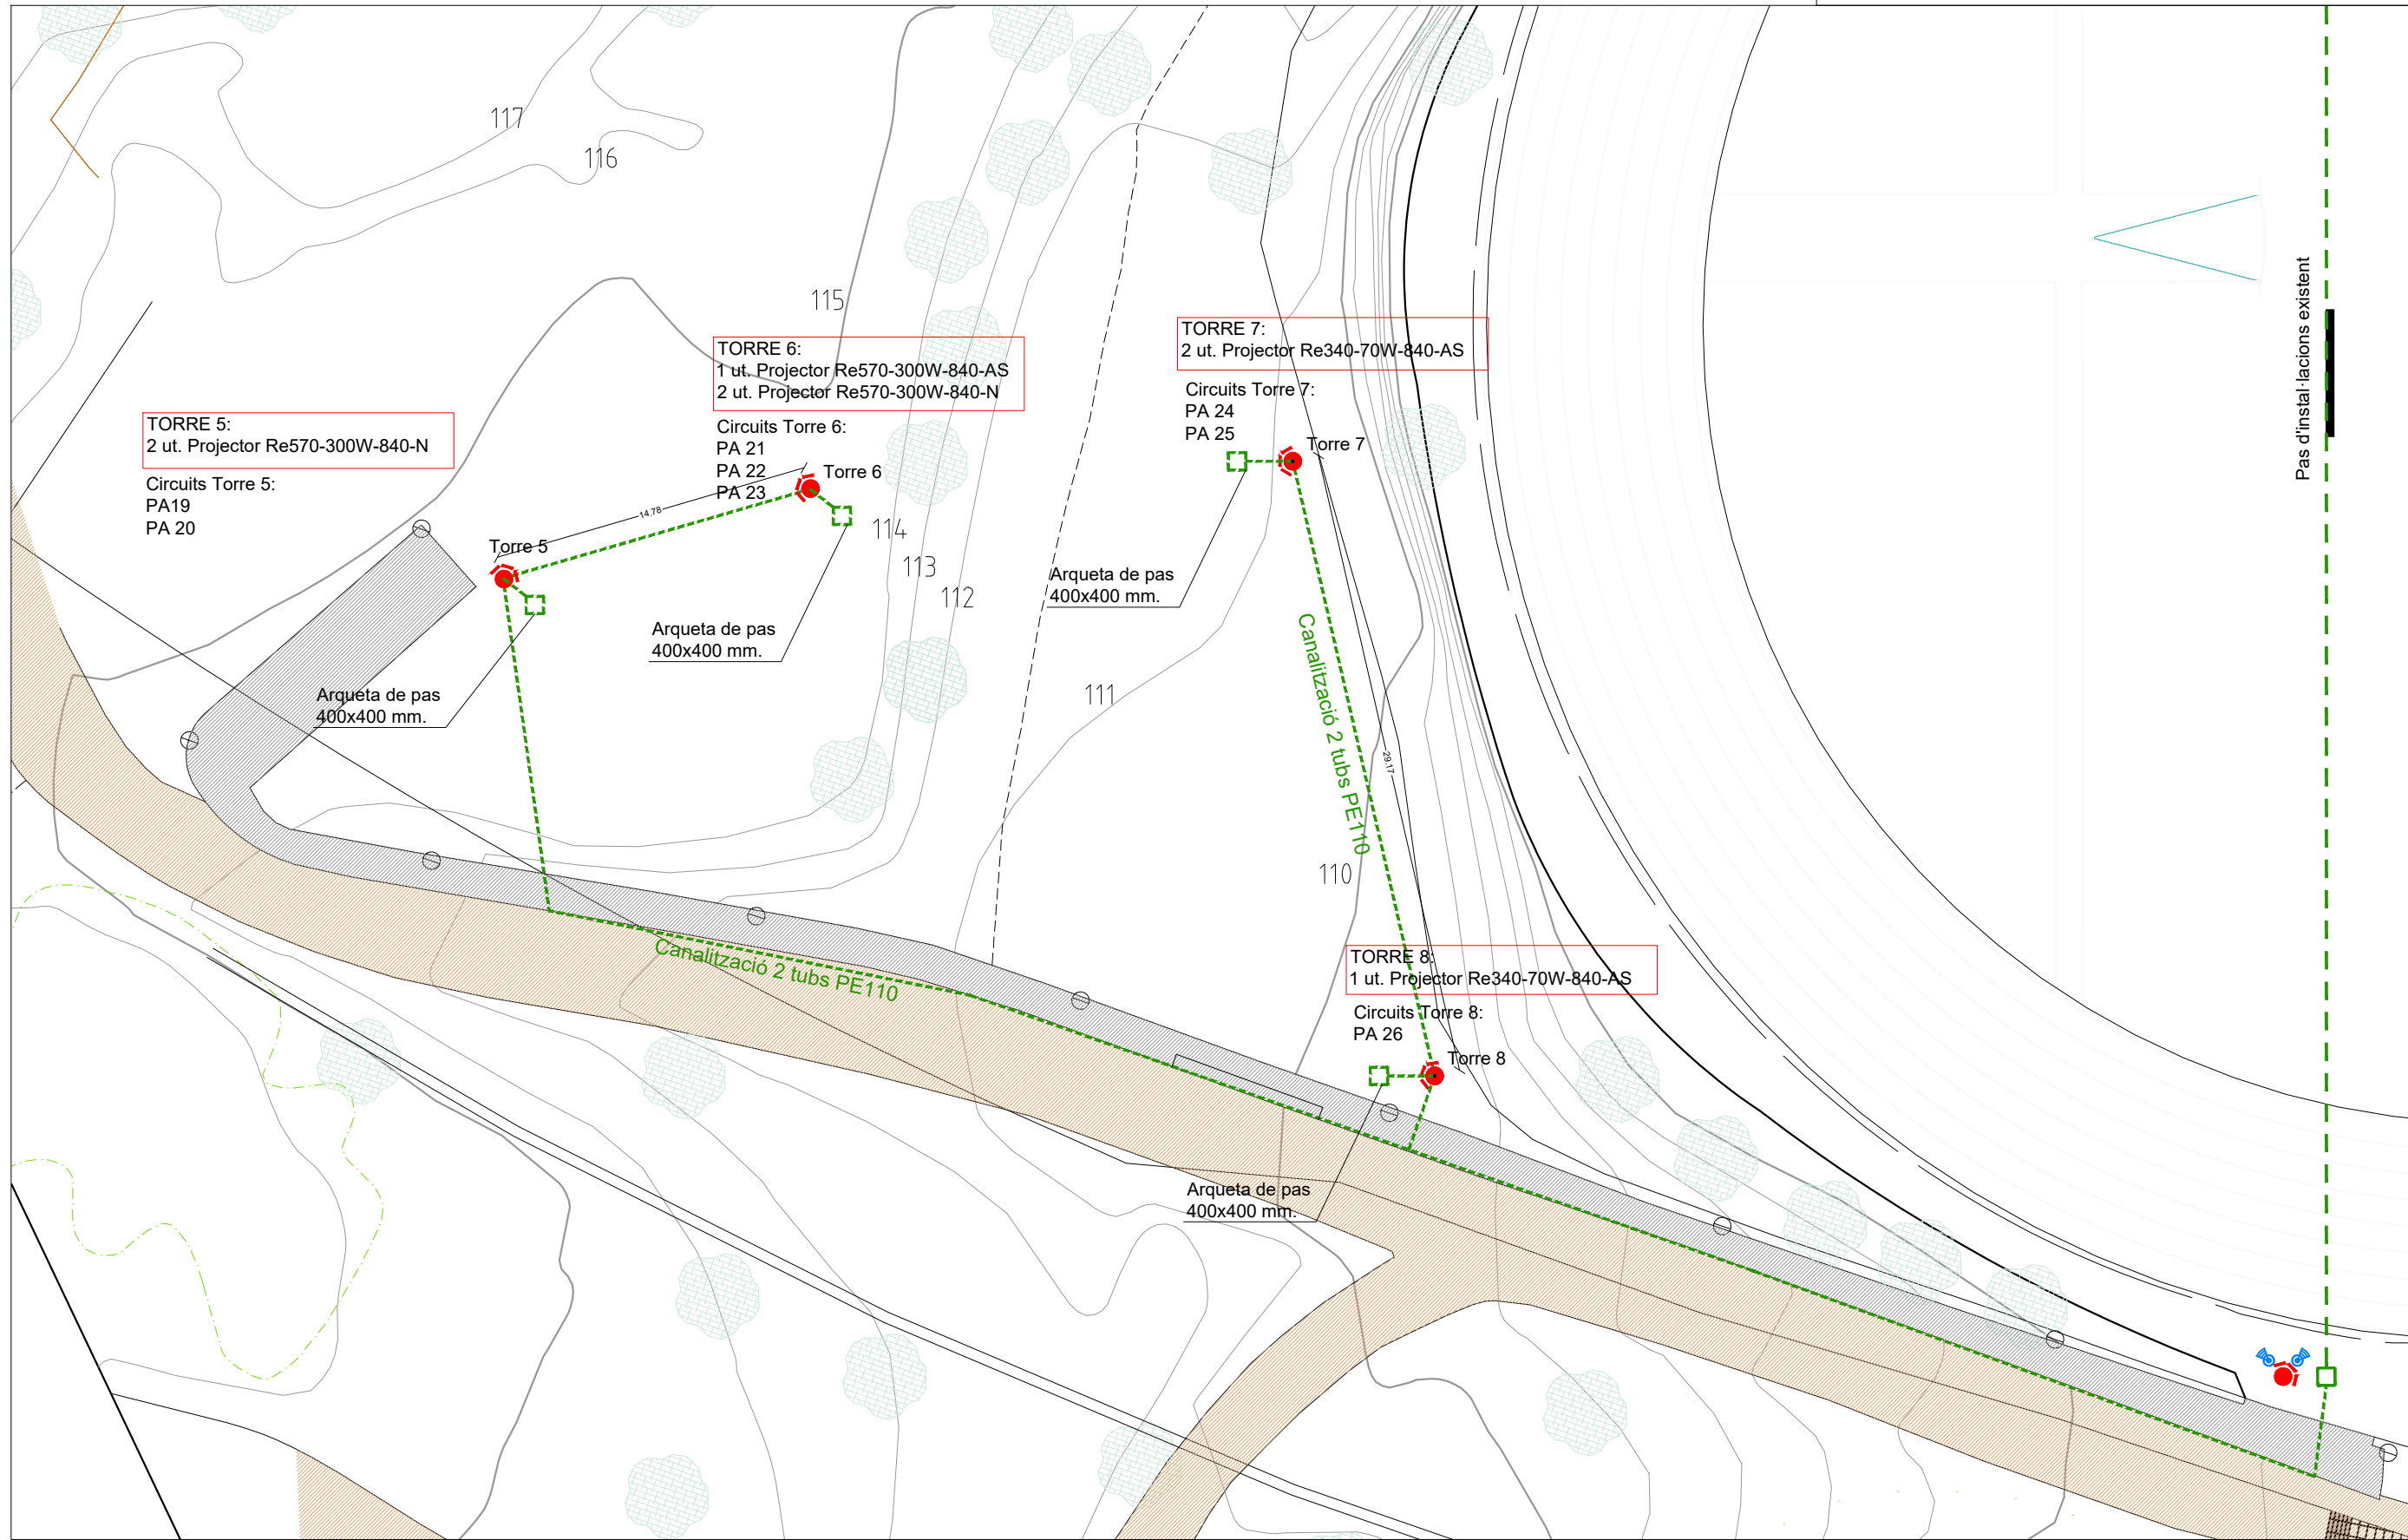 117
116
115
Pas d'instal·lacions existent
TORRE 7:
2 ut. Projector Re340-70W-840-AS
Circuits Torre 7:
PA 24
PA 25
Torre 7
TORRE 6:
1 ut. Projector Re570-300W-840-AS
2 ut. Projector Re570-300W-840-N
Circuits Torre 6:
PA 21
PA 22
PA 23
Torre 6
14.78
TORRE 5:
2 ut. Projector Re570-300W-840-N
Circuits Torre 5:
PA19
PA 20
Torre 5
114
113
112
Arqueta de pas
400x400 mm.
Arqueta de pas
400x400 mm.
Arqueta de pas
400x400 mm.
111
Canalització 2 tubs PE110
29.17
110
Canalització 2 tubs PE110
TORRE 8:
1 ut. Projector Re340-70W-840-AS
Circuits Torre 8:
PA 26
Torre 8
Arqueta de pas
400x400 mm.